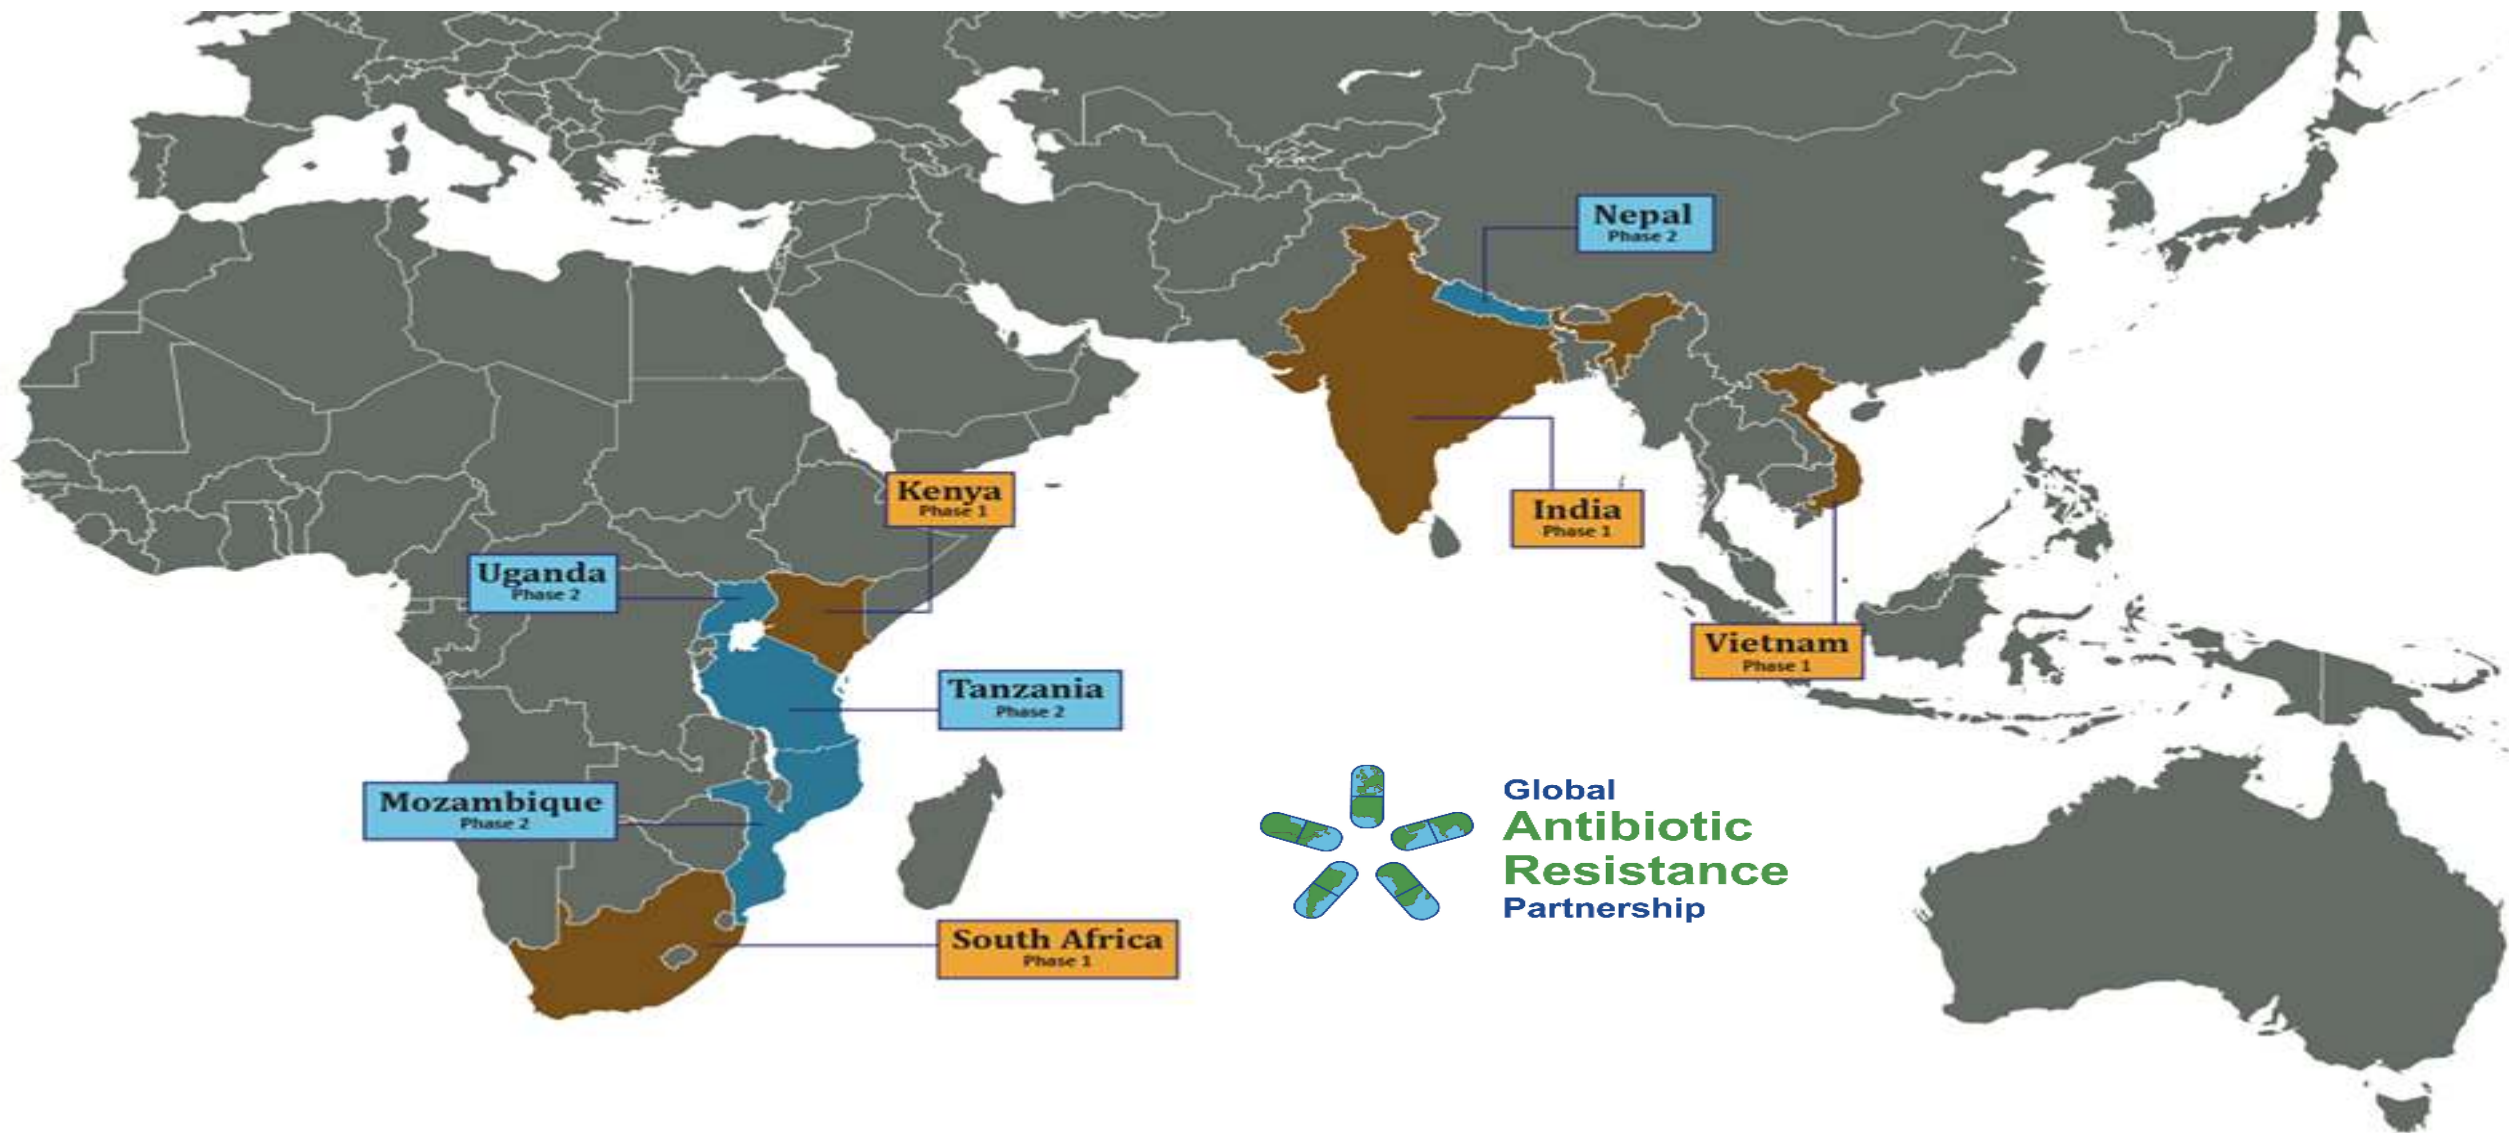 Nepal
Phase 2
Kenya
Phase 1
India
Phase 1
Uganda
Phase 2
Vietnam
Phase 1
Tanzania
Phase 2
Mozambique
Phase 2
South Africa
Phase 1
Global
Antibiotic
Resistance
Partnership